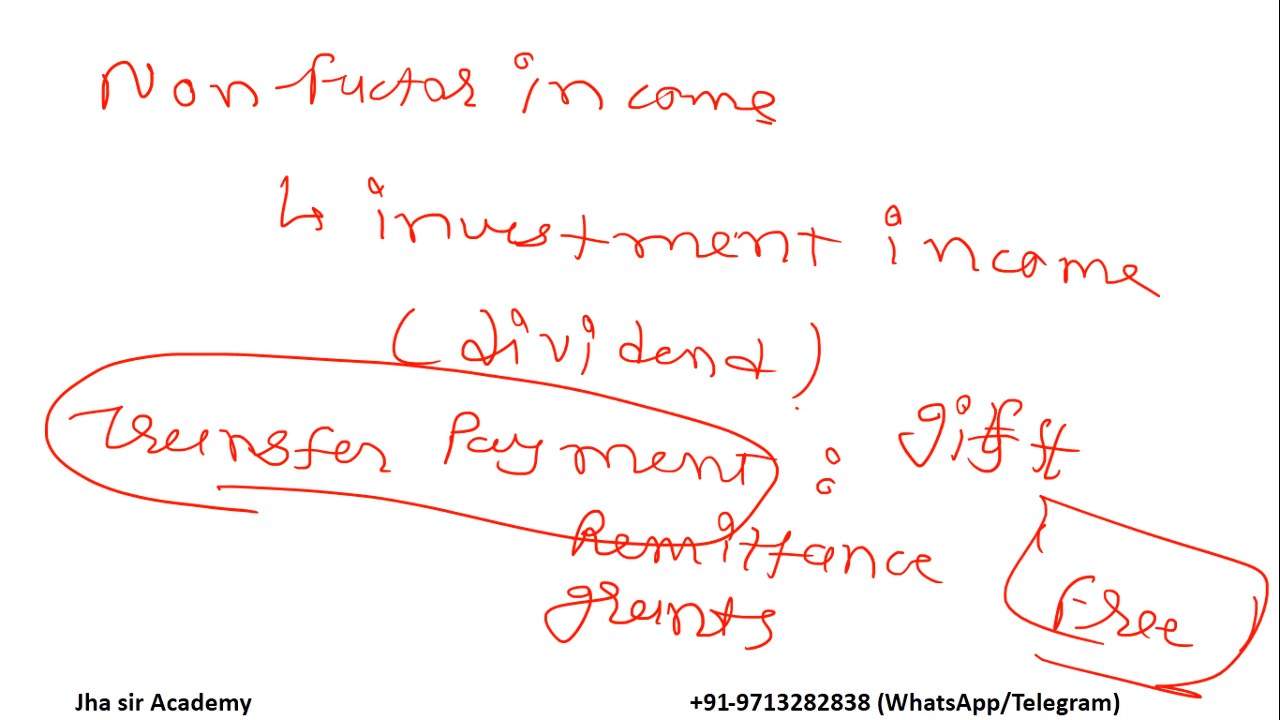 Non-factor income
↳ investment income
(dividend)
Transfer Payment : gift
Remittance
grants
Free
Jha sir Academy
+91-9713282838 (WhatsApp/Telegram)